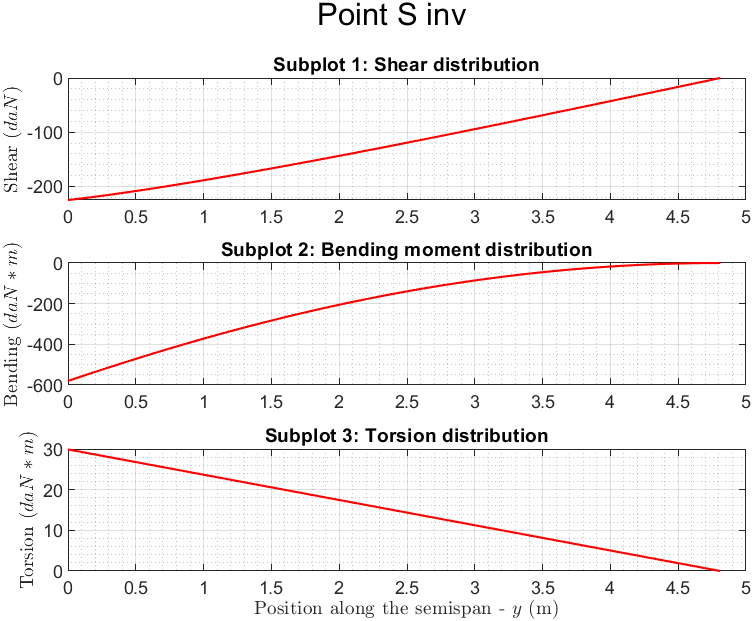 Point S inv
Subplot 1: Shear distribution
Shear (daN)
0
-100
-200
0 0.5 1 1.5 2 2.5 3 3.5 4 4.5 5
Subplot 2: Bending moment distribution
Bending (daN * m)
0
-200
-400
-600
0 0.5 1 1.5 2 2.5 3 3.5 4 4.5 5
Subplot 3: Torsion distribution
Torsion (daN * m)
30
20
10
0
0 0.5 1 1.5 2 2.5 3 3.5 4 4.5 5
Position along the semispan - y (m)